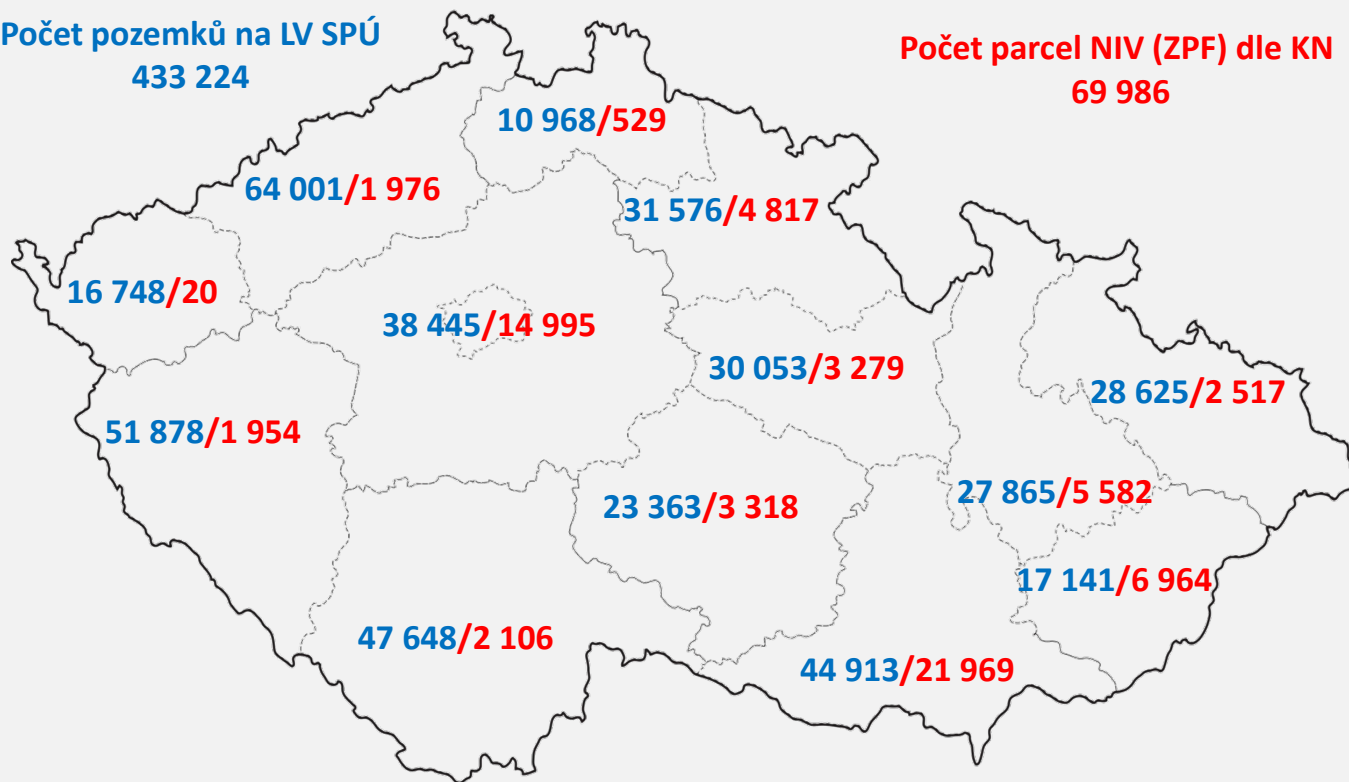 Počet pozemků na LV SPÚ
433 224
Počet parcel NIV (ZPF) dle KN
69 986
10 968/529
64 001/1 976
31 576/4 817
16 748/20
38 445/14 995
30 053/3 279
28 625/2 517
51 878/1 954
27 865/5 582
23 363/3 318
17 141/6 964
47 648/2 106
44 913/21 969